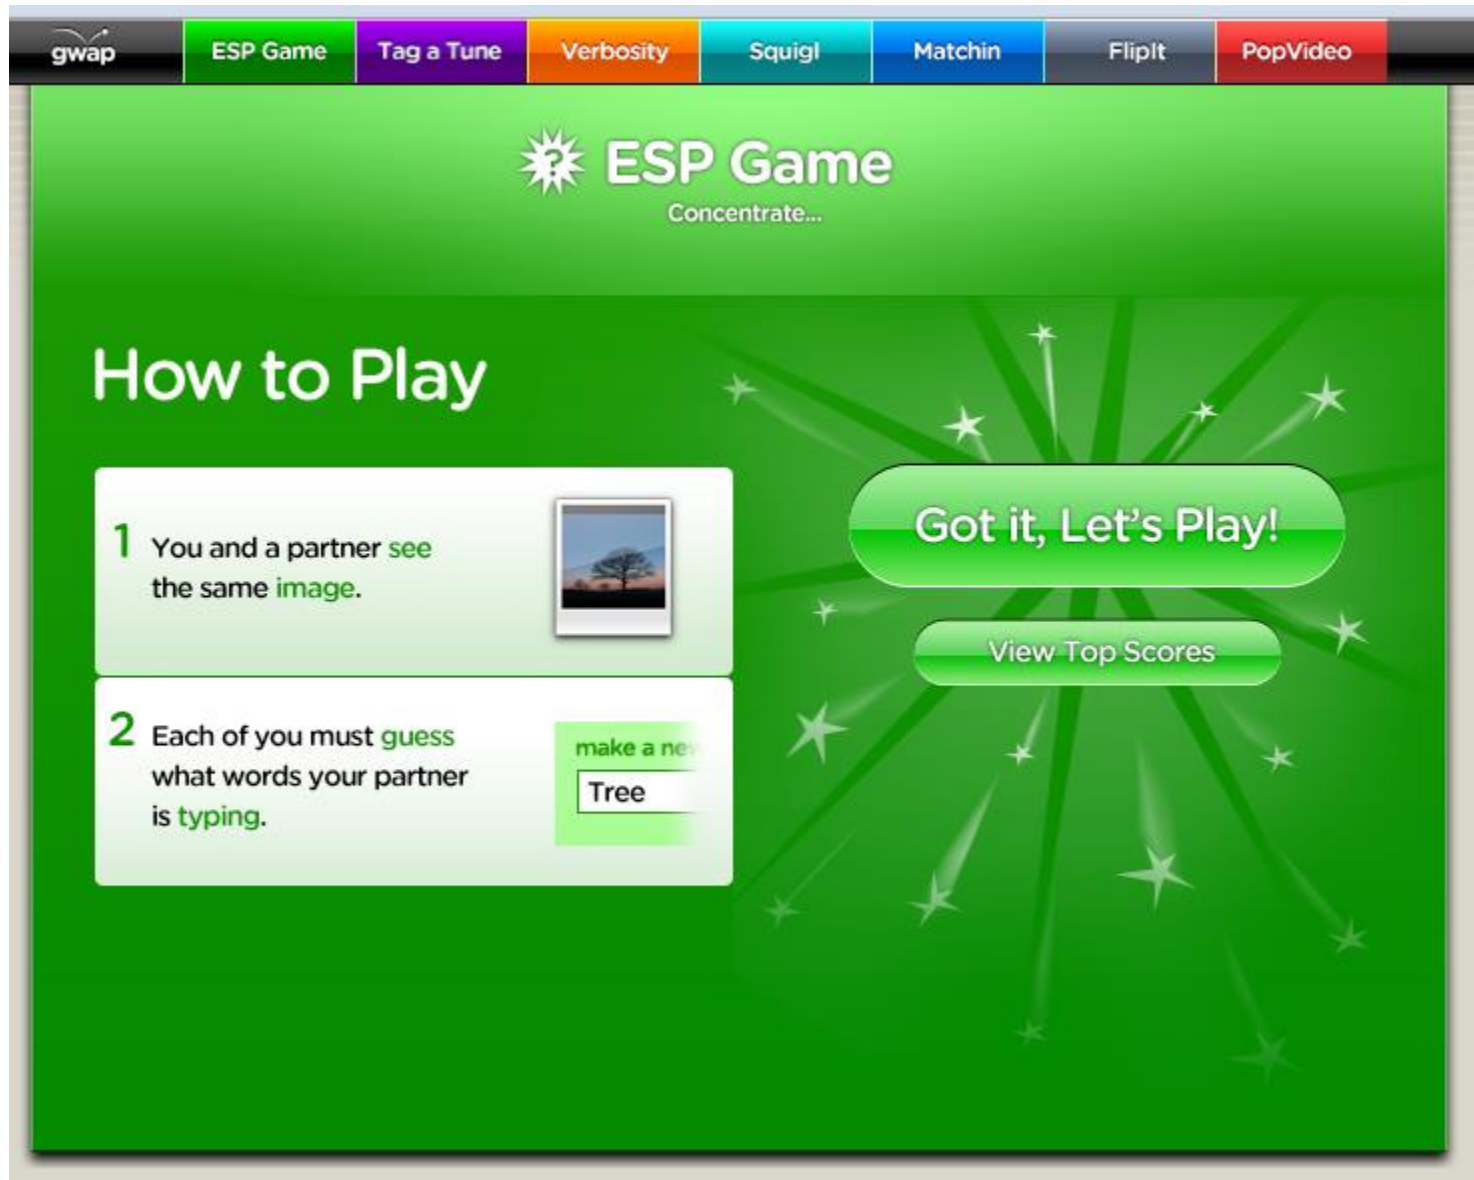 gwap
ESP Game
Tag a Tune
Verbosity
Squigl
Matchin
FlipIt
PopVideo
? ESP Game
Concentrate...
How to Play
1 You and a partner see
the same image.
2 Each of you must guess
what words your partner
is typing.
make a new
Tree
Got it, Let's Play!
View Top Scores